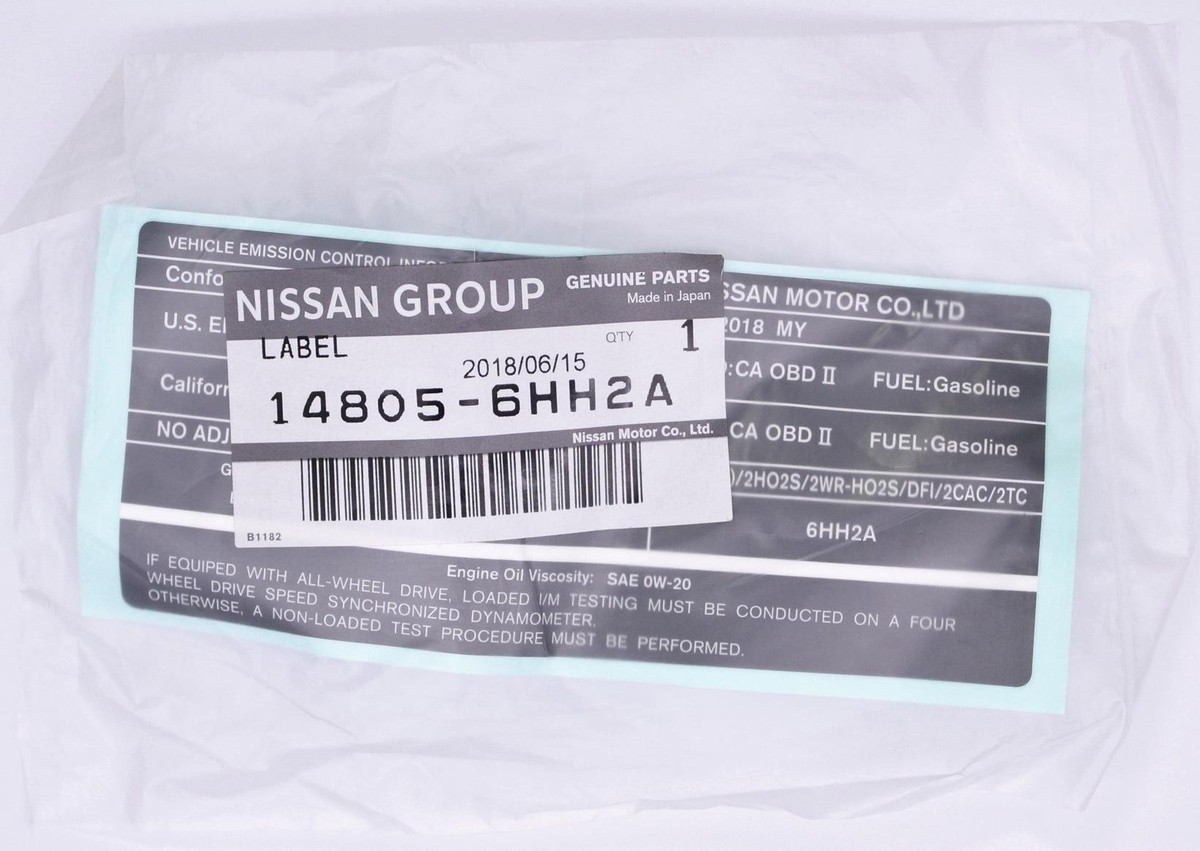 VEHICLE EMISSION CONTROL
NISSAN GROUP
GENUINE PARTS
Made in Japan
LABEL
Q'TY
1
2018/06/15
14805-6HH2A
Nissan Motor Co., Ltd.
B1182
SSAN MOTOR CO.,LTD
2018 MY
Confo
U.S. E
:CA OBD II FUEL:Gasoline
Californ
CA OBD II FUEL:Gasoline
NO ADJ
/2HO2S/2WR-HO2S/DFI/2CAC/2TC
G
6HH2A
Engine Oil Viscosity: SAE 0W-20
IF EQUIPED WITH ALL-WHEEL DRIVE, LOADED I/M TESTING MUST BE CONDUCTED ON A FOUR
WHEEL DRIVE SPEED SYNCHRONIZED DYNAMOMETER.
OTHERWISE, A NON-LOADED TEST PROCEDURE MUST BE PERFORMED.